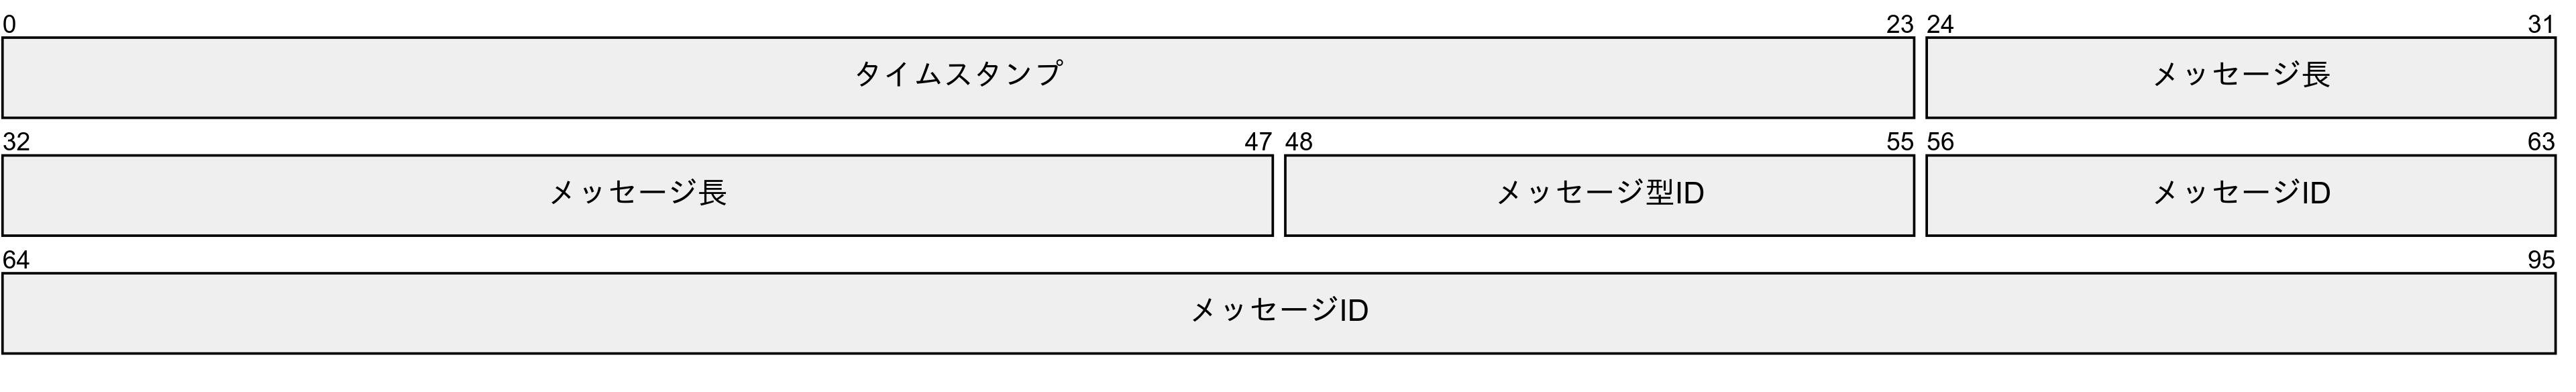 0 23 24 31
タイムスタンプ メッセージ長
32 47 48 55 56 63
メッセージ長 メッセージ型ID メッセージID
64 95
メッセージID